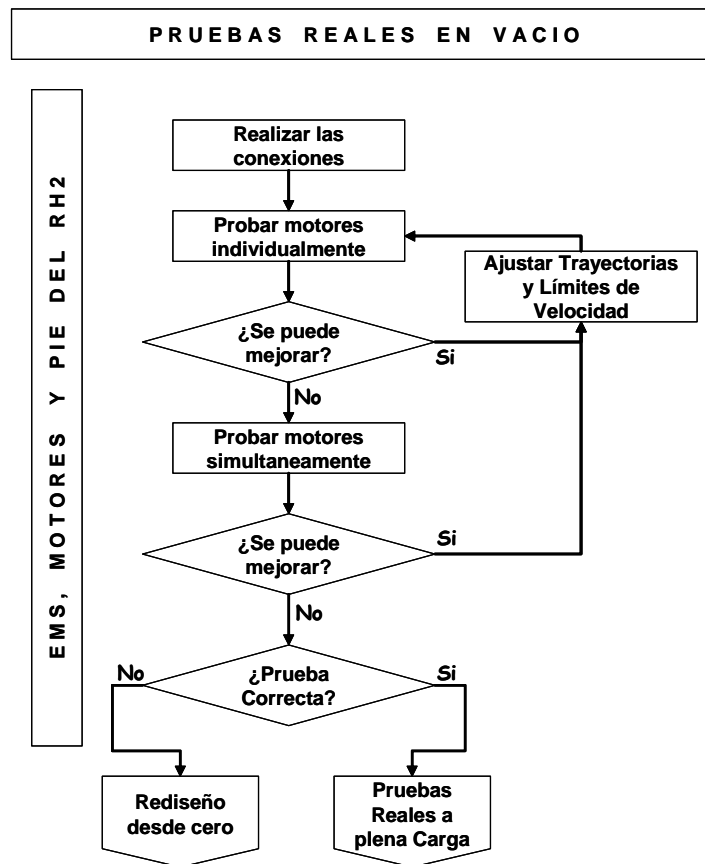 PRUEBAS REALES EN VACIO
EMS, MOTORES Y PIE DEL RH2
Realizar las
conexiones
Probar motores
individualmente
Ajustar Trayectorias
y Límites de
Velocidad
¿Se puede
mejorar?
Si
No
Probar motores
simultaneamente
¿Se puede
mejorar?
Si
No
¿Prueba
Correcta?
No
Si
Rediseño
desde cero
Pruebas
Reales a
plena Carga